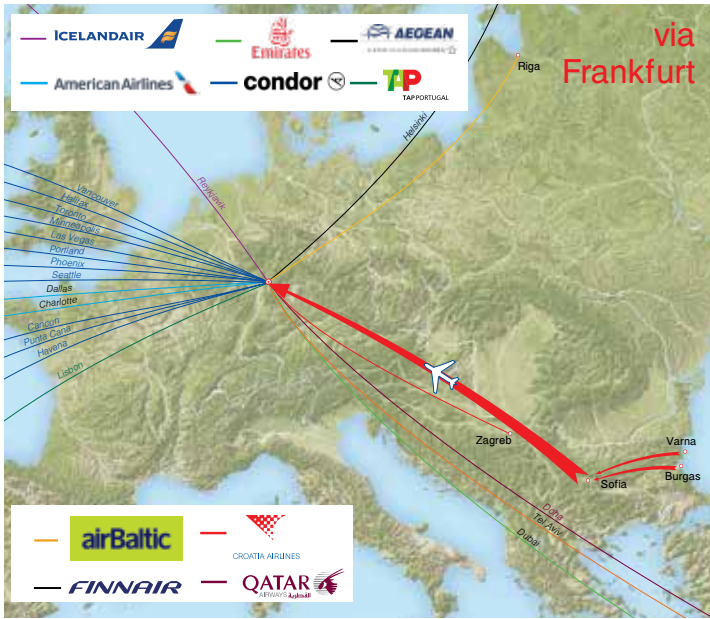 ICELANDAIR
Emirates
AEGEAN
American Airlines
condor
TAP
TAPPORTUGAL
via
Frankfurt
Riga
Helsinki
Reykjavik
Vancouver
Halifax
Toronto
Minneapolis
Las Vegas
Portland
Phoenix
Seattle
Dallas
Charlotte
Cancun
Punta Cana
Havana
Lisbon
Zagreb
Varna
Burgas
Sofia
Doha
Tel Aviv
Dubai
airBaltic
CROATIA AIRLINES
FINNAIR
QATAR
AIRWAYS القطرية